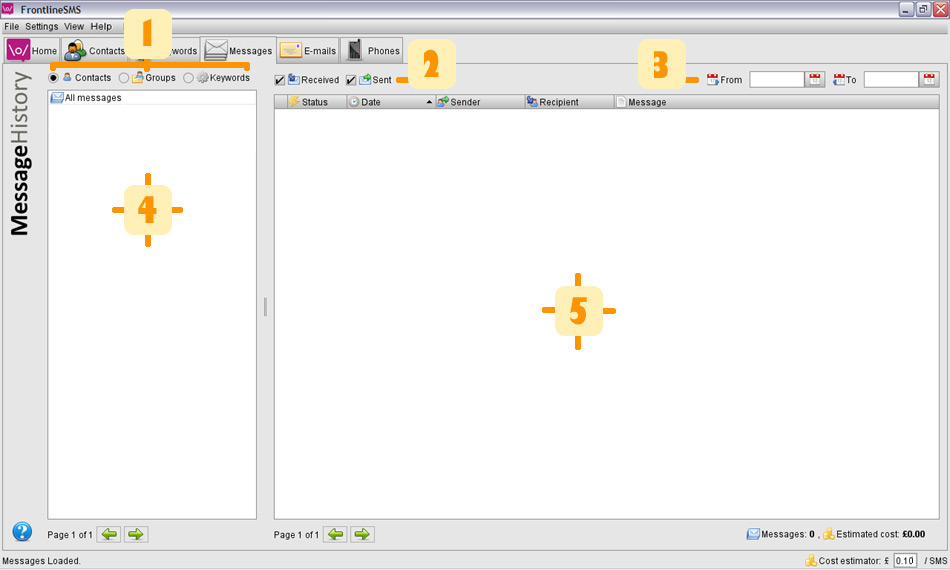 FrontlineSMS
File Settings View Help
1
\o/ Home Contacts ywords Messages E-mails Phones
Contacts Groups Keywords
Received Sent 2 3 From To
MessageHistory
All messages
Status Date Sender Recipient Message
4
5
Page 1 of 1
Page 1 of 1
Messages: 0 , Estimated cost: £0.00
Messages Loaded.
Cost estimator: £ 0.10 / SMS